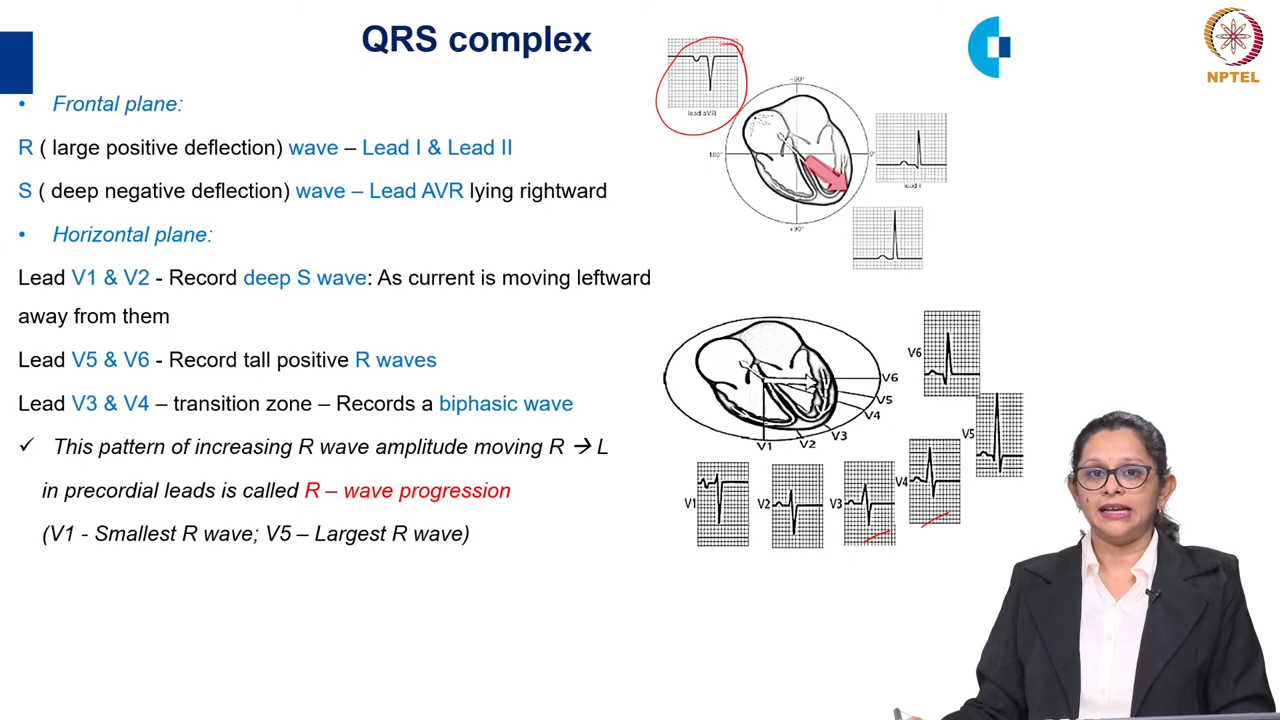 QRS complex
NPTEL
• Frontal plane:
R ( large positive deflection) wave – Lead I & Lead II
S ( deep negative deflection) wave – Lead AVR lying rightward
• Horizontal plane:
Lead V1 & V2 - Record deep S wave: As current is moving leftward
away from them
Lead V5 & V6 - Record tall positive R waves
Lead V3 & V4 – transition zone – Records a biphasic wave
✓ This pattern of increasing R wave amplitude moving R → L
in precordial leads is called R – wave progression
(V1 - Smallest R wave; V5 – Largest R wave)
lead aVR
−90°
180°
0°
lead I
+90°
V6
V6
V5
V4
V3
V2
V1
V5
V4
V1
V2
V3